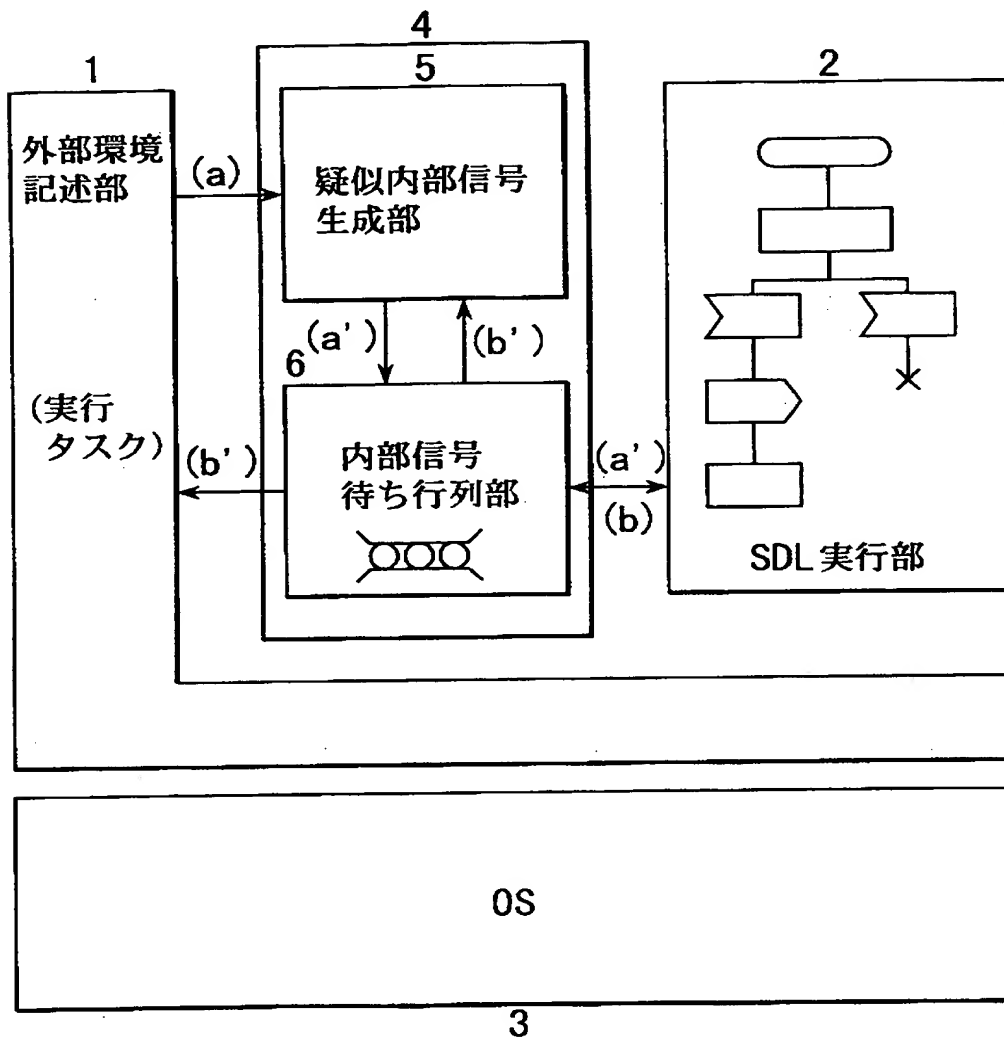 4
1
5
2
外部環境
記述部
(a)
疑似内部信号
生成部
(a')
(b')
6
(実行
タスク)
(b')
内部信号
待ち行列部
(a')
(b)
SDL実行部
OS
3